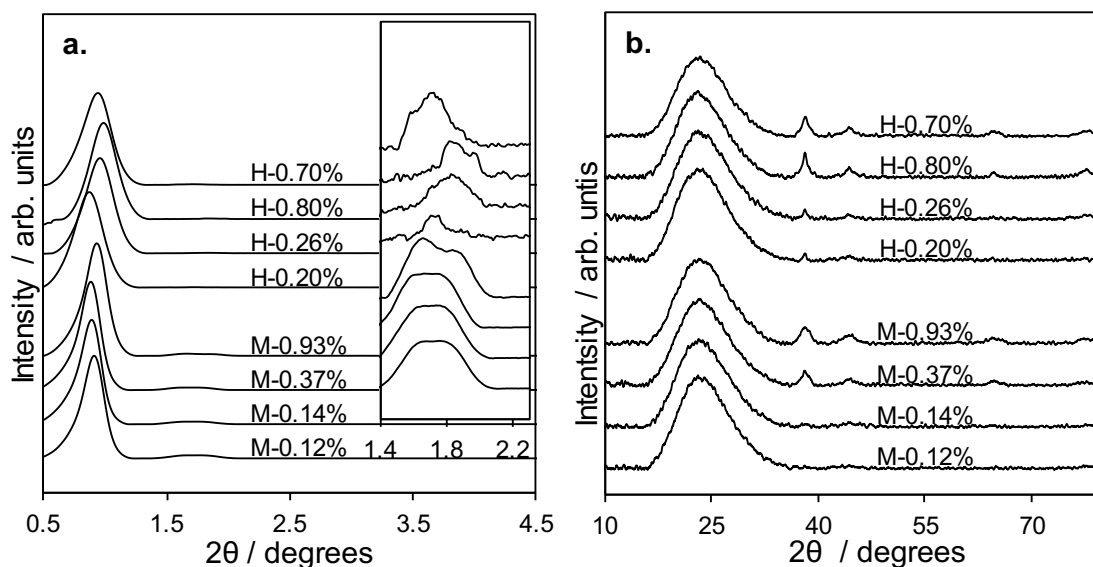 a.
Intensity / arb. units
H-0.70%
H-0.80%
H-0.26%
H-0.20%
M-0.93%
M-0.37%
M-0.14%
M-0.12%
1.4 1.8 2.2
0.5 1.5 2.5 3.5 4.5
2θ / degrees
b.
Intentsity / arb. untis
H-0.70%
H-0.80%
H-0.26%
H-0.20%
M-0.93%
M-0.37%
M-0.14%
M-0.12%
10 25 40 55 70
2θ / degrees